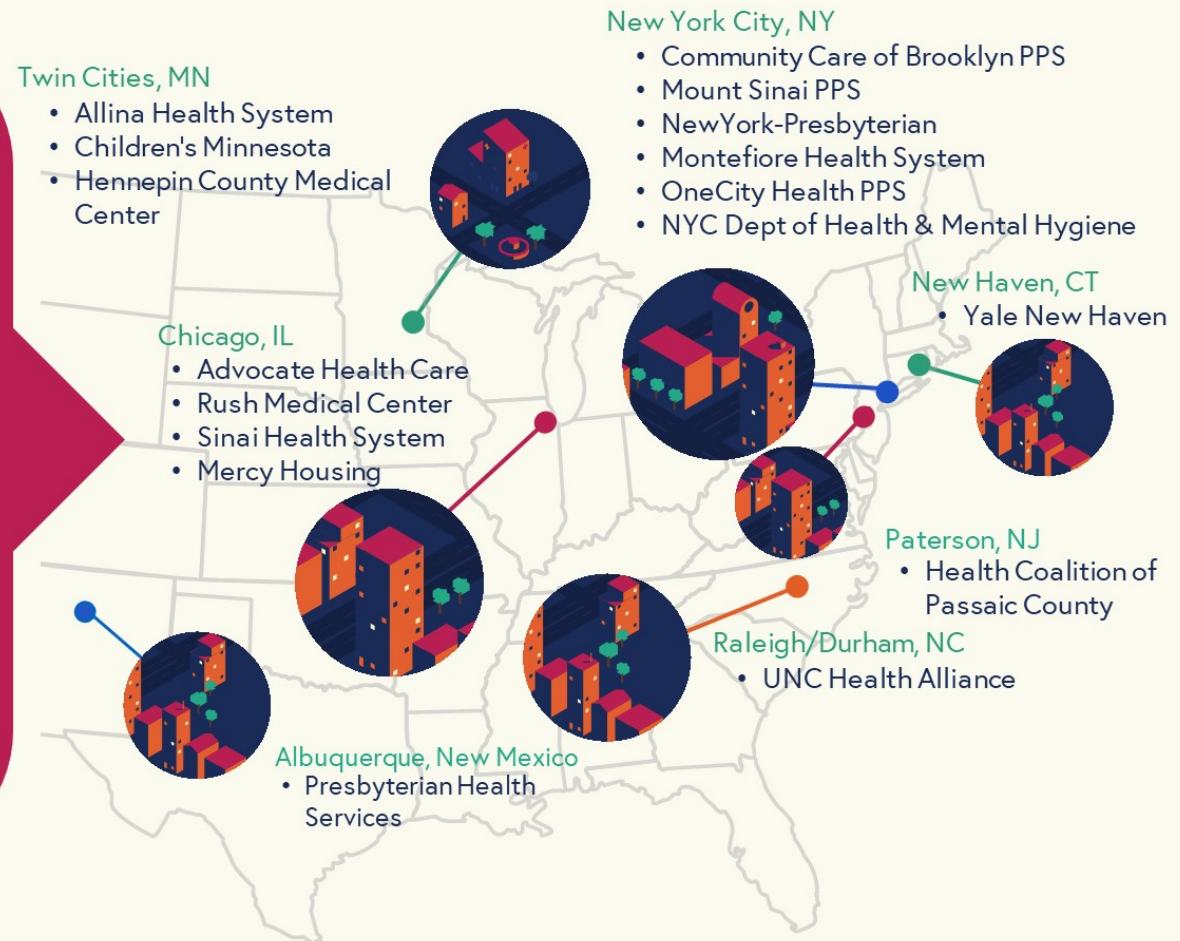 Twin Cities, MN
• Allina Health System
• Children's Minnesota
• Hennepin County Medical
Center
New York City, NY
• Community Care of Brooklyn PPS
• Mount Sinai PPS
• NewYork-Presbyterian
• Montefiore Health System
• OneCity Health PPS
• NYC Dept of Health & Mental Hygiene
New Haven, CT
• Yale New Haven
Chicago, IL
• Advocate Health Care
• Rush Medical Center
• Sinai Health System
• Mercy Housing
Paterson, NJ
• Health Coalition of
Passaic County
Raleigh/Durham, NC
• UNC Health Alliance
Albuquerque, New Mexico
• Presbyterian Health
Services